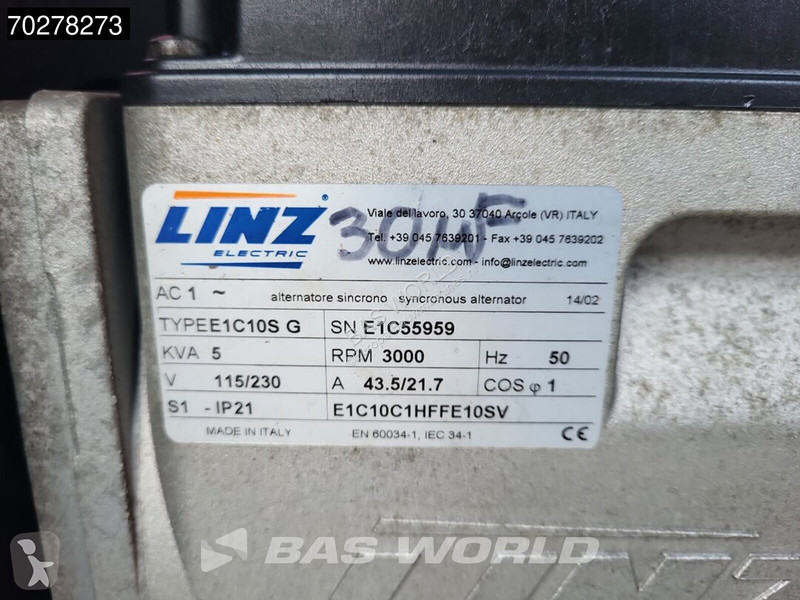 70278273
LINZ®
ELECTRIC
30 MF
Viale del lavoro, 30 37040 Arcole (VR) ITALY
Tel. +39 045 7639201 - Fax +39 045 7639202
www.linzelectric.com - info@linzelectric.com
AC 1 ~ alternatore sincrono syncronous alternator 14/02
TYPE E1C10S G SN E1C55959
KVA 5 RPM 3000 Hz 50
V 115/230 A 43.5/21.7 COS φ 1
S1 - IP21 E1C10C1HFFE10SV
MADE IN ITALY EN 60034-1, IEC 34-1 CE
BAS WORLD